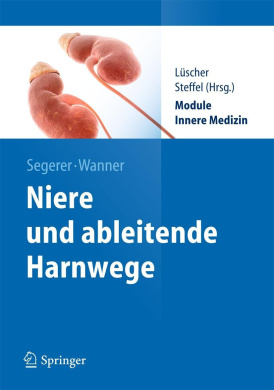 Lüscher
Steffel (Hrsg.)
Module
Innere Medizin
Segerer · Wanner
Niere
und ableitende
Harnwege
Springer